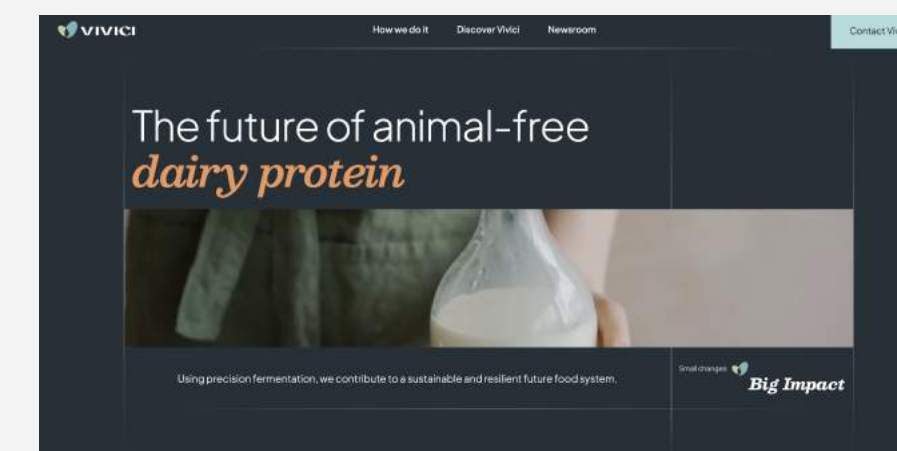 VIVICI
How we do it Discover Vivici Newsroom
Contact Viv
The future of animal-free
dairy protein
Using precision fermentation, we contribute to a sustainable and resilient future food system.
Small changes
Big Impact